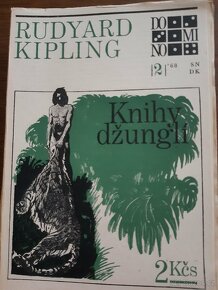 RUDYARD
KIPLING
DO
MI
NO
2 '68 SN
DK
Knihy
džunglí
2 Kčs